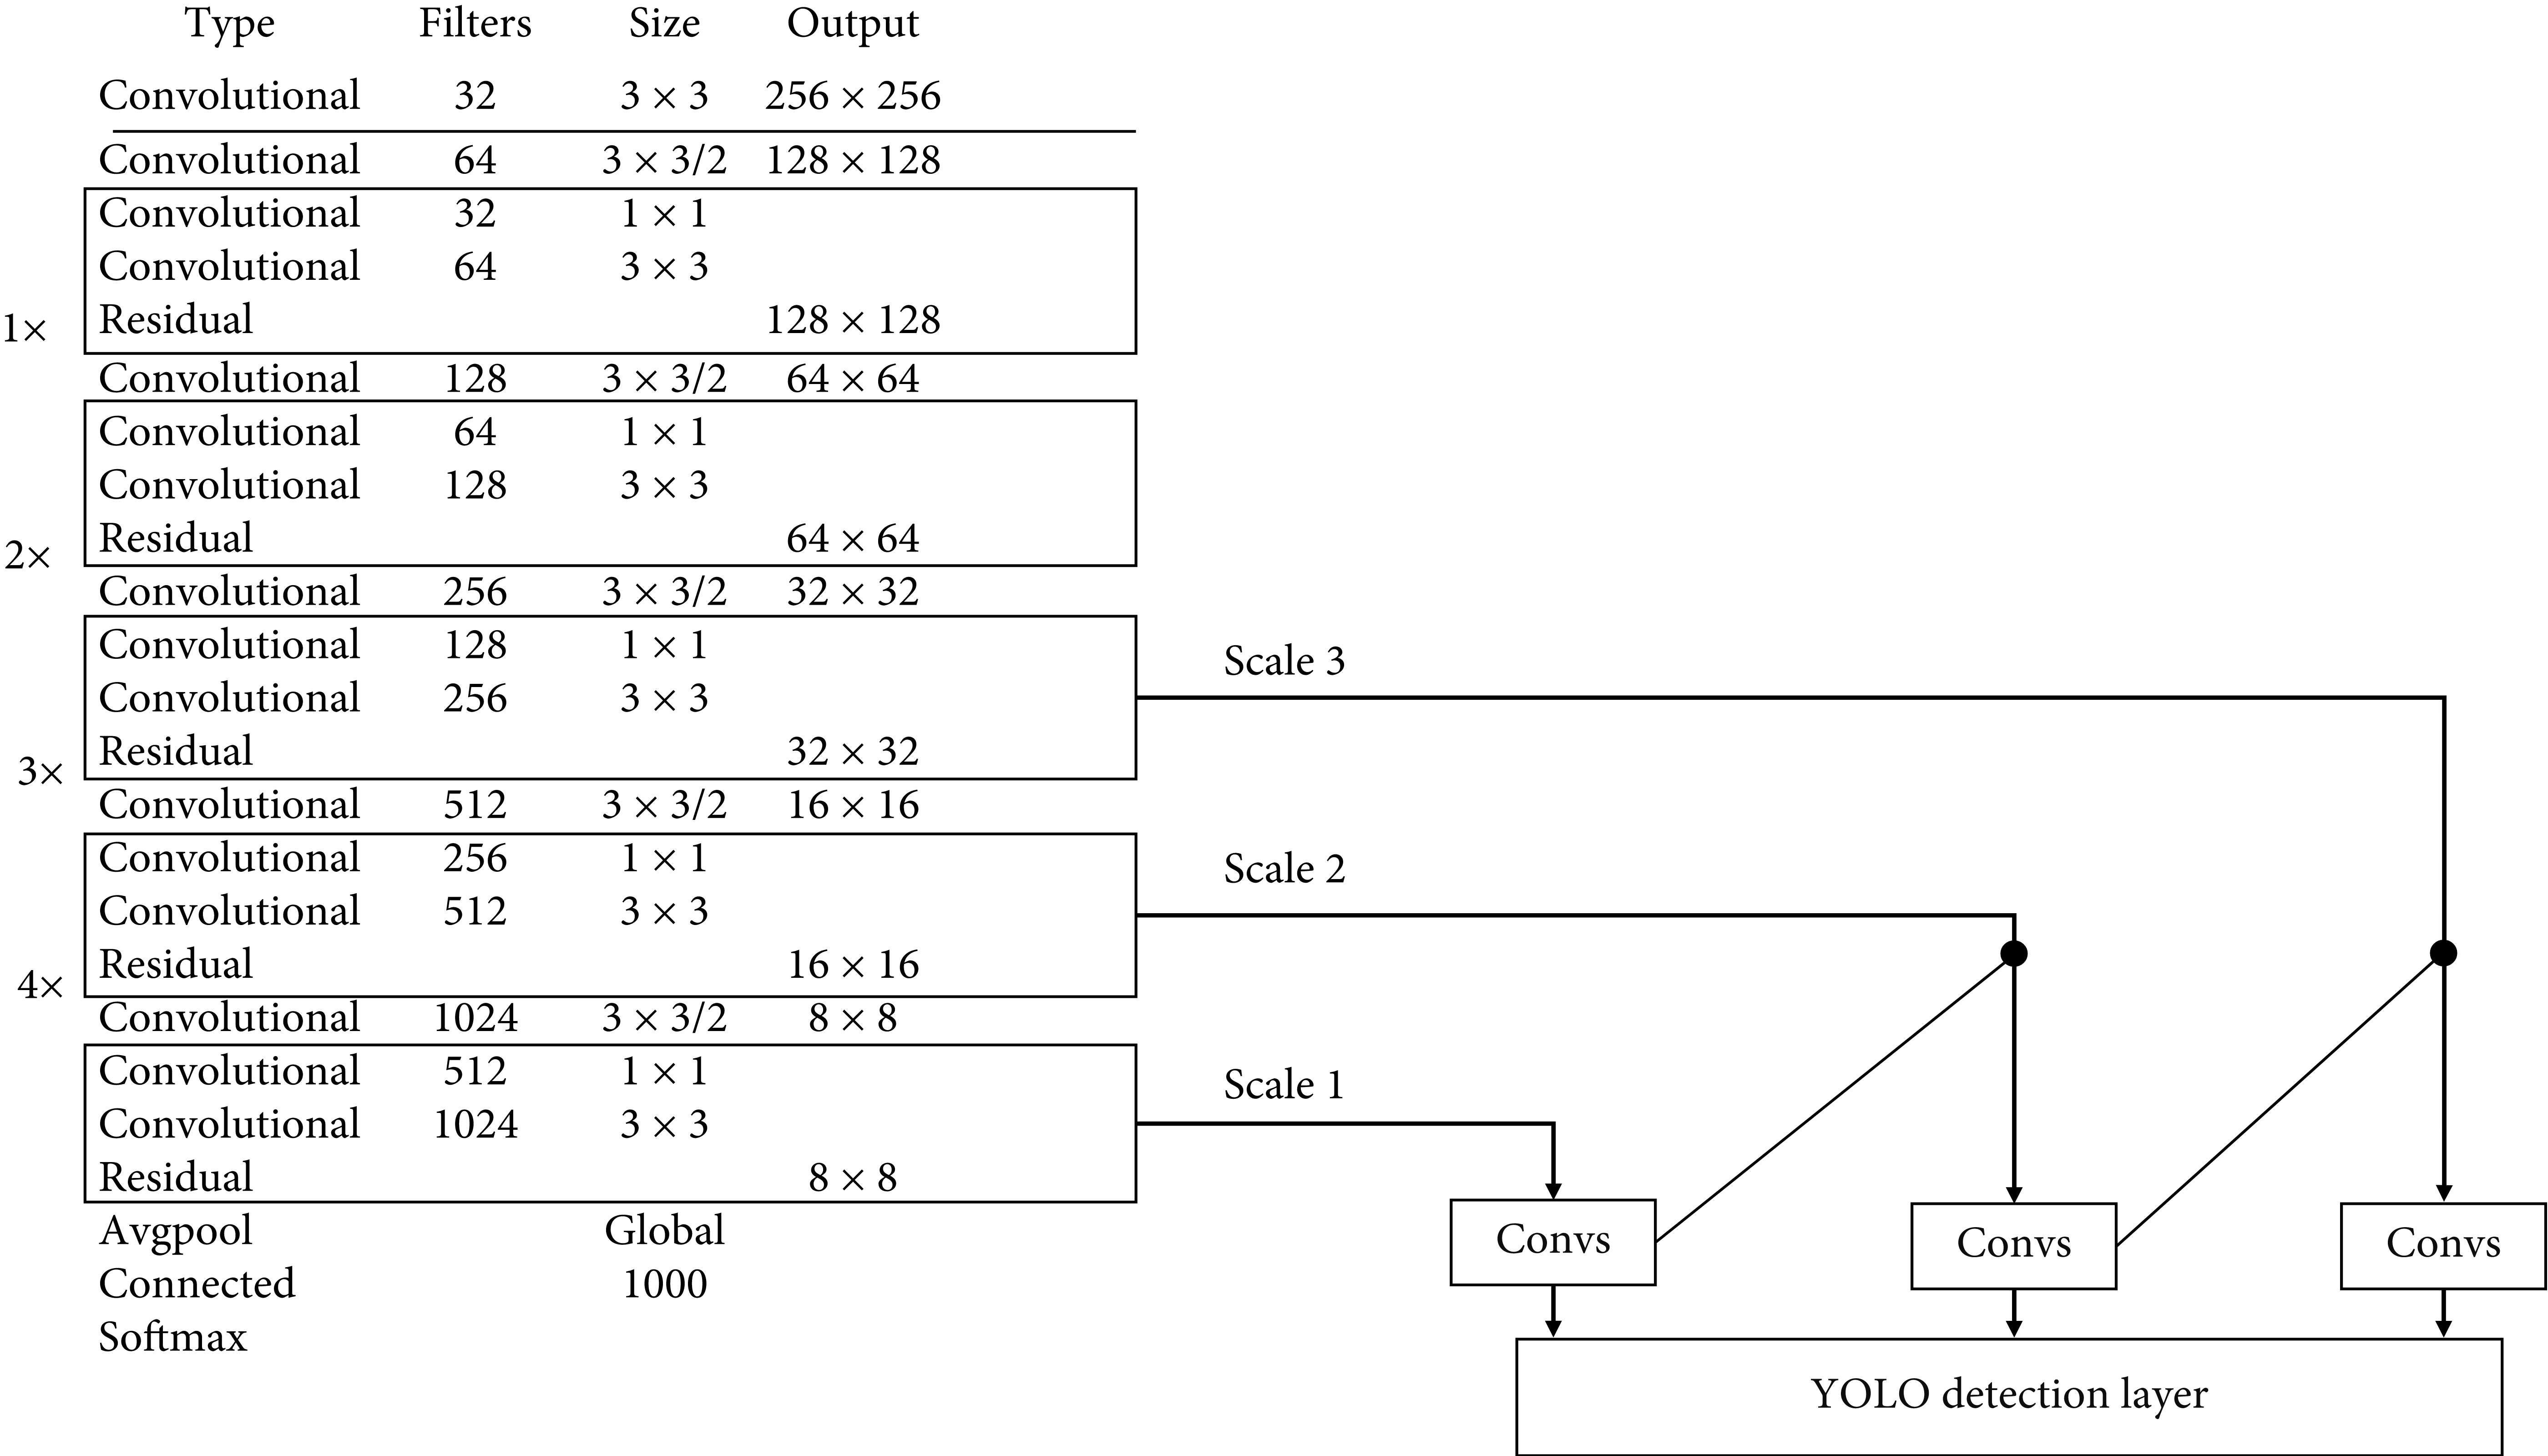 Type Filters Size Output
Convolutional 32 3 × 3 256 × 256
Convolutional 64 3 × 3/2 128 × 128
Convolutional 32 1 × 1
Convolutional 64 3 × 3
Residual 128 × 128
1×
Convolutional 128 3 × 3/2 64 × 64
Convolutional 64 1 × 1
Convolutional 128 3 × 3
Residual 64 × 64
2×
Convolutional 256 3 × 3/2 32 × 32
Convolutional 128 1 × 1
Convolutional 256 3 × 3
Residual 32 × 32
3×
Convolutional 512 3 × 3/2 16 × 16
Convolutional 256 1 × 1
Convolutional 512 3 × 3
Residual 16 × 16
4×
Convolutional 1024 3 × 3/2 8 × 8
Convolutional 512 1 × 1
Convolutional 1024 3 × 3
Residual 8 × 8
Avgpool Global
Connected 1000
Softmax
Scale 3
Scale 2
Scale 1
Convs Convs Convs
YOLO detection layer